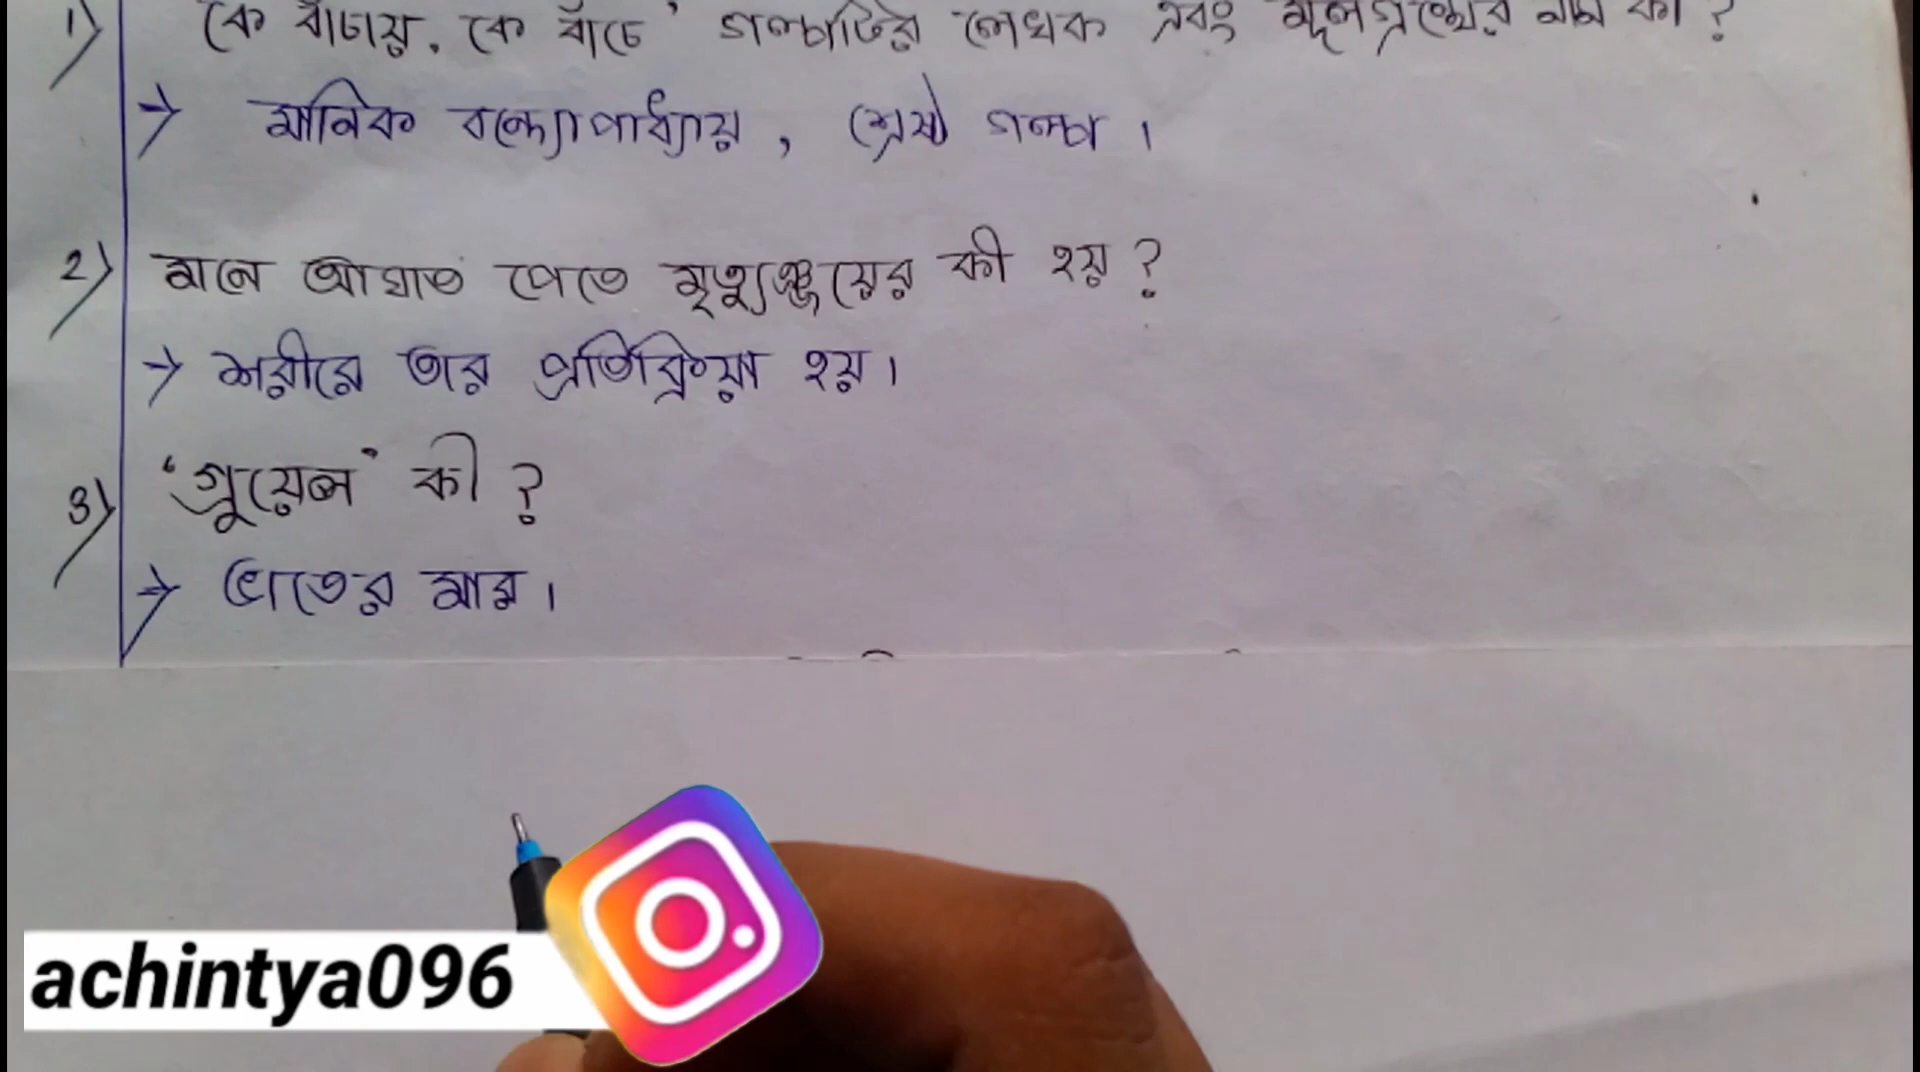 1) কে বাঁচায়, কে বাঁচে ' গল্পটির লেখক এবং মূলগ্রন্থের নাম কী ?
→ মানিক বন্দ্যোপাধ্যায় , শ্রেষ্ঠ গল্প ।
2) মনে আঘাত পেতে মৃত্যুঞ্জয়ের কী হয় ?
→ শরীরে তার প্রতিক্রিয়া হয় ।
3) ' গ্রুয়েল ' কী ?
→ ভাতের মার ।
achintya096